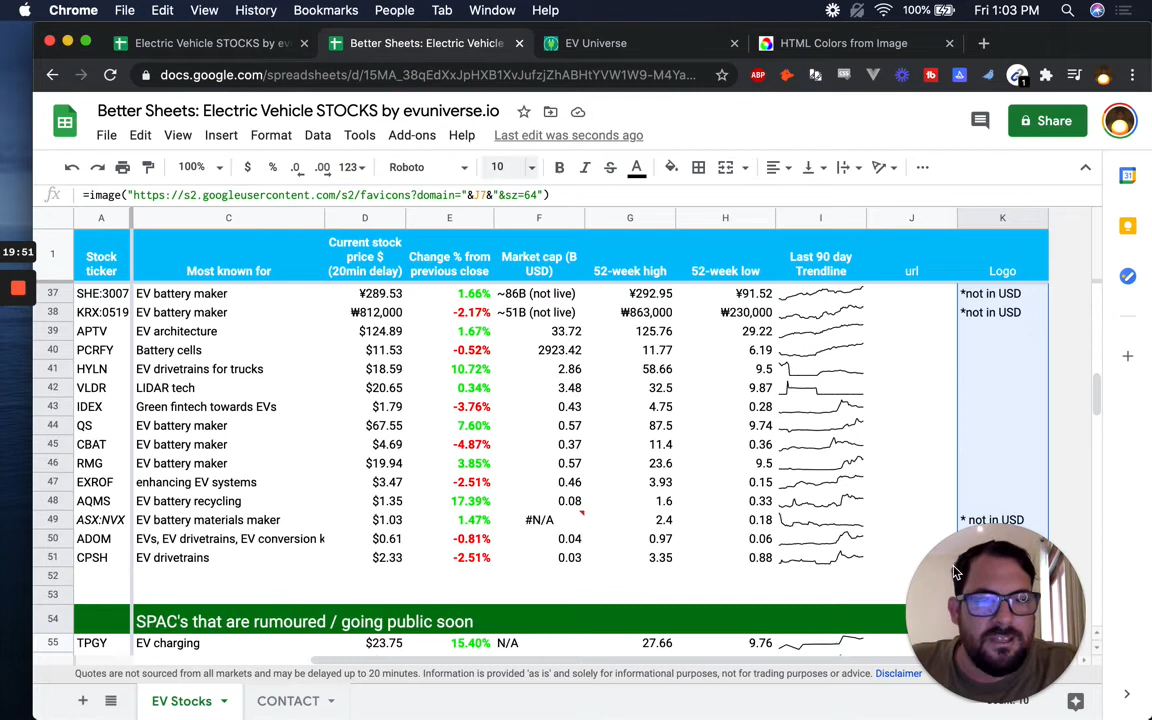 Chrome File Edit View History Bookmarks People Tab Window Help 100% Fri 1:03 PM
Electric Vehicle STOCKS by ev Better Sheets: Electric Vehicle EV Universe HTML Colors from Image
docs.google.com/spreadsheets/d/15MA_38qEdXxJpHXB1XvJufzjZhABHtYVW1W9-M4Ya... ABP 1
Better Sheets: Electric Vehicle STOCKS by evuniverse.io
File Edit View Insert Format Data Tools Add-ons Help Last edit was seconds ago Share
100% $ % .0 .00 123 Roboto 10 B I S A
fx =image("https://s2.googleusercontent.com/s2/favicons?domain="&J7&"&sz=64")
19:51
A C D E F G H I J K
1 Stock ticker Most known for Current stock price $ (20min delay) Change % from previous close Market cap (B USD) 52-week high 52-week low Last 90 day Trendline url Logo
37 SHE:3007 EV battery maker ¥289.53 1.66% ~86B (not live) ¥292.95 ¥91.52 *not in USD
38 KRX:0519 EV battery maker ₩812,000 -2.17% ~51B (not live) ₩863,000 ₩230,000 *not in USD
39 APTV EV architecture $124.89 1.67% 33.72 125.76 29.22
40 PCRFY Battery cells $11.53 -0.52% 2923.42 11.77 6.19
41 HYLN EV drivetrains for trucks $18.59 10.72% 2.86 58.66 9.5
42 VLDR LIDAR tech $20.65 0.34% 3.48 32.5 9.87
43 IDEX Green fintech towards EVs $1.79 -3.76% 0.43 4.75 0.28
44 QS EV battery maker $67.55 7.60% 0.57 87.5 9.74
45 CBAT EV battery maker $4.69 -4.87% 0.37 11.4 0.36
46 RMG EV battery maker $19.94 3.85% 0.57 23.6 9.5
47 EXROF enhancing EV systems $3.47 -2.51% 0.46 3.93 0.15
48 AQMS EV battery recycling $1.35 17.39% 0.08 1.6 0.33
49 ASX:NVX EV battery materials maker $1.03 1.47% #N/A 2.4 0.18 * not in USD
50 ADOM EVs, EV drivetrains, EV conversion k $0.61 -0.81% 0.04 0.97 0.06
51 CPSH EV drivetrains $2.33 -2.51% 0.03 3.35 0.88
52
53
54 SPAC's that are rumoured / going public soon
55 TPGY EV charging $23.75 15.40% N/A 27.66 9.76
Quotes are not sourced from all markets and may be delayed up to 20 minutes. Information is provided 'as is' and solely for informational purposes, not for trading purposes or advice. Disclaimer
EV Stocks CONTACT